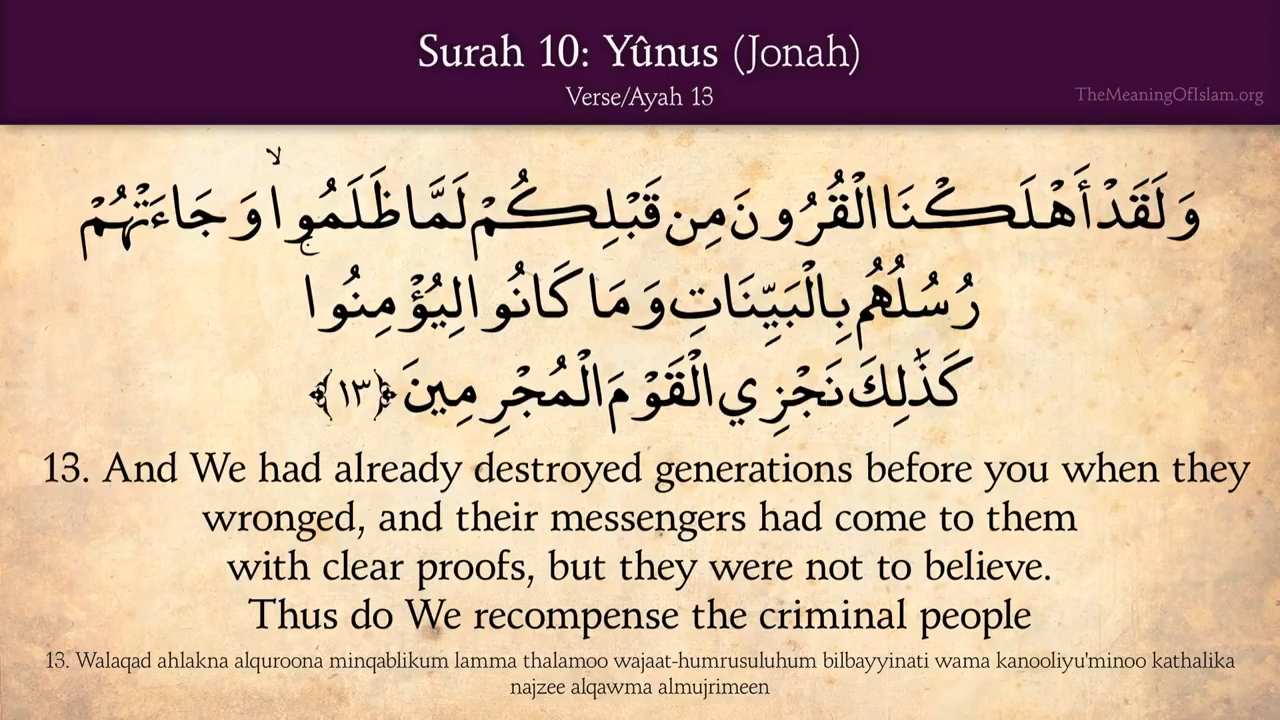 Surah 10: Yûnus (Jonah)
Verse/Ayah 13
TheMeaningOfIslam.org
وَلَقَدْ أَهْلَكْنَا الْقُرُونَ مِن قَبْلِكُمْ لَمَّا ظَلَمُوا ۙ وَجَاءَتْهُمْ
رُسُلُهُم بِالْبَيِّنَاتِ وَمَا كَانُوا لِيُؤْمِنُوا ۚ
كَذَٰلِكَ نَجْزِي الْقَوْمَ الْمُجْرِمِينَ ﴿١٣﴾
13. And We had already destroyed generations before you when they
wronged, and their messengers had come to them
with clear proofs, but they were not to believe.
Thus do We recompense the criminal people
13. Walaqad ahlakna alquroona minqablikum lamma thalamoo wajaat-humrusuluhum bilbayyinati wama kanooliyu'minoo kathalika
najzee alqawma almujrimeen